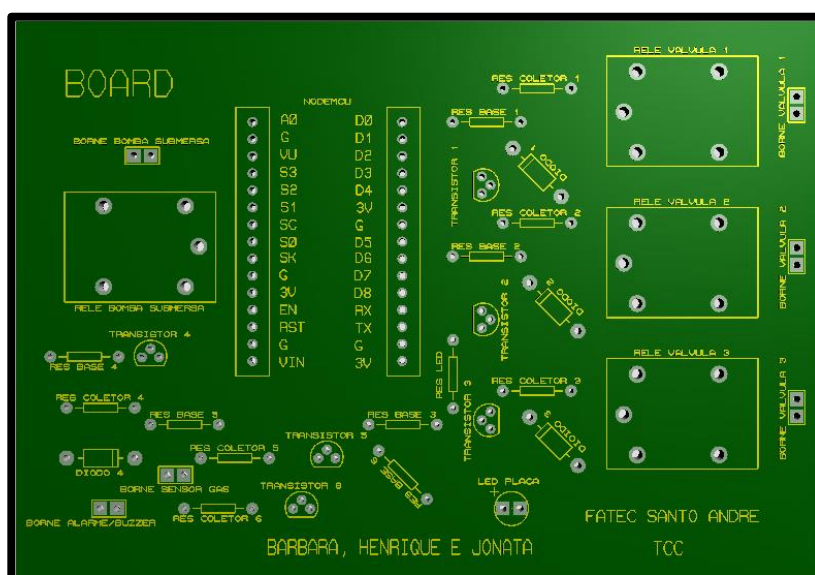 BOARD
BORNE BOMBA SUBMERSA
RELE BOMBA SUBMERSA
NODEMCU
A0 D0
G D1
VU D2
S3 D3
S2 D4
S1 3V
SC G
S0 D5
SK D6
G D7
3V D8
EN RX
RST TX
G G
VIN 3V
RES COLETOR 1
RES BASE 1
DIODO 1
TRANSISTOR 1
RES COLETOR 2
RES BASE 2
DIODO 2
TRANSISTOR 2
RES LED
RES COLETOR 3
TRANSISTOR 3
DIODO 3
RES BASE 3
RELE VALVULA 1
BORNE VALVULA 1
RELE VALVULA 2
BORNE VALVULA 2
RELE VALVULA 3
BORNE VALVULA 3
TRANSISTOR 4
RES BASE 4
RES COLETOR 4
DIODO 4
RES COLETOR 5
TRANSISTOR 5
BORNE SENSOR GAS
BORNE ALARME/BUZZER
RES COLETOR 6
LED PLACA
+
BARBARA, HENRIQUE E JONATA
FATEC SANTO ANDRE
TCC